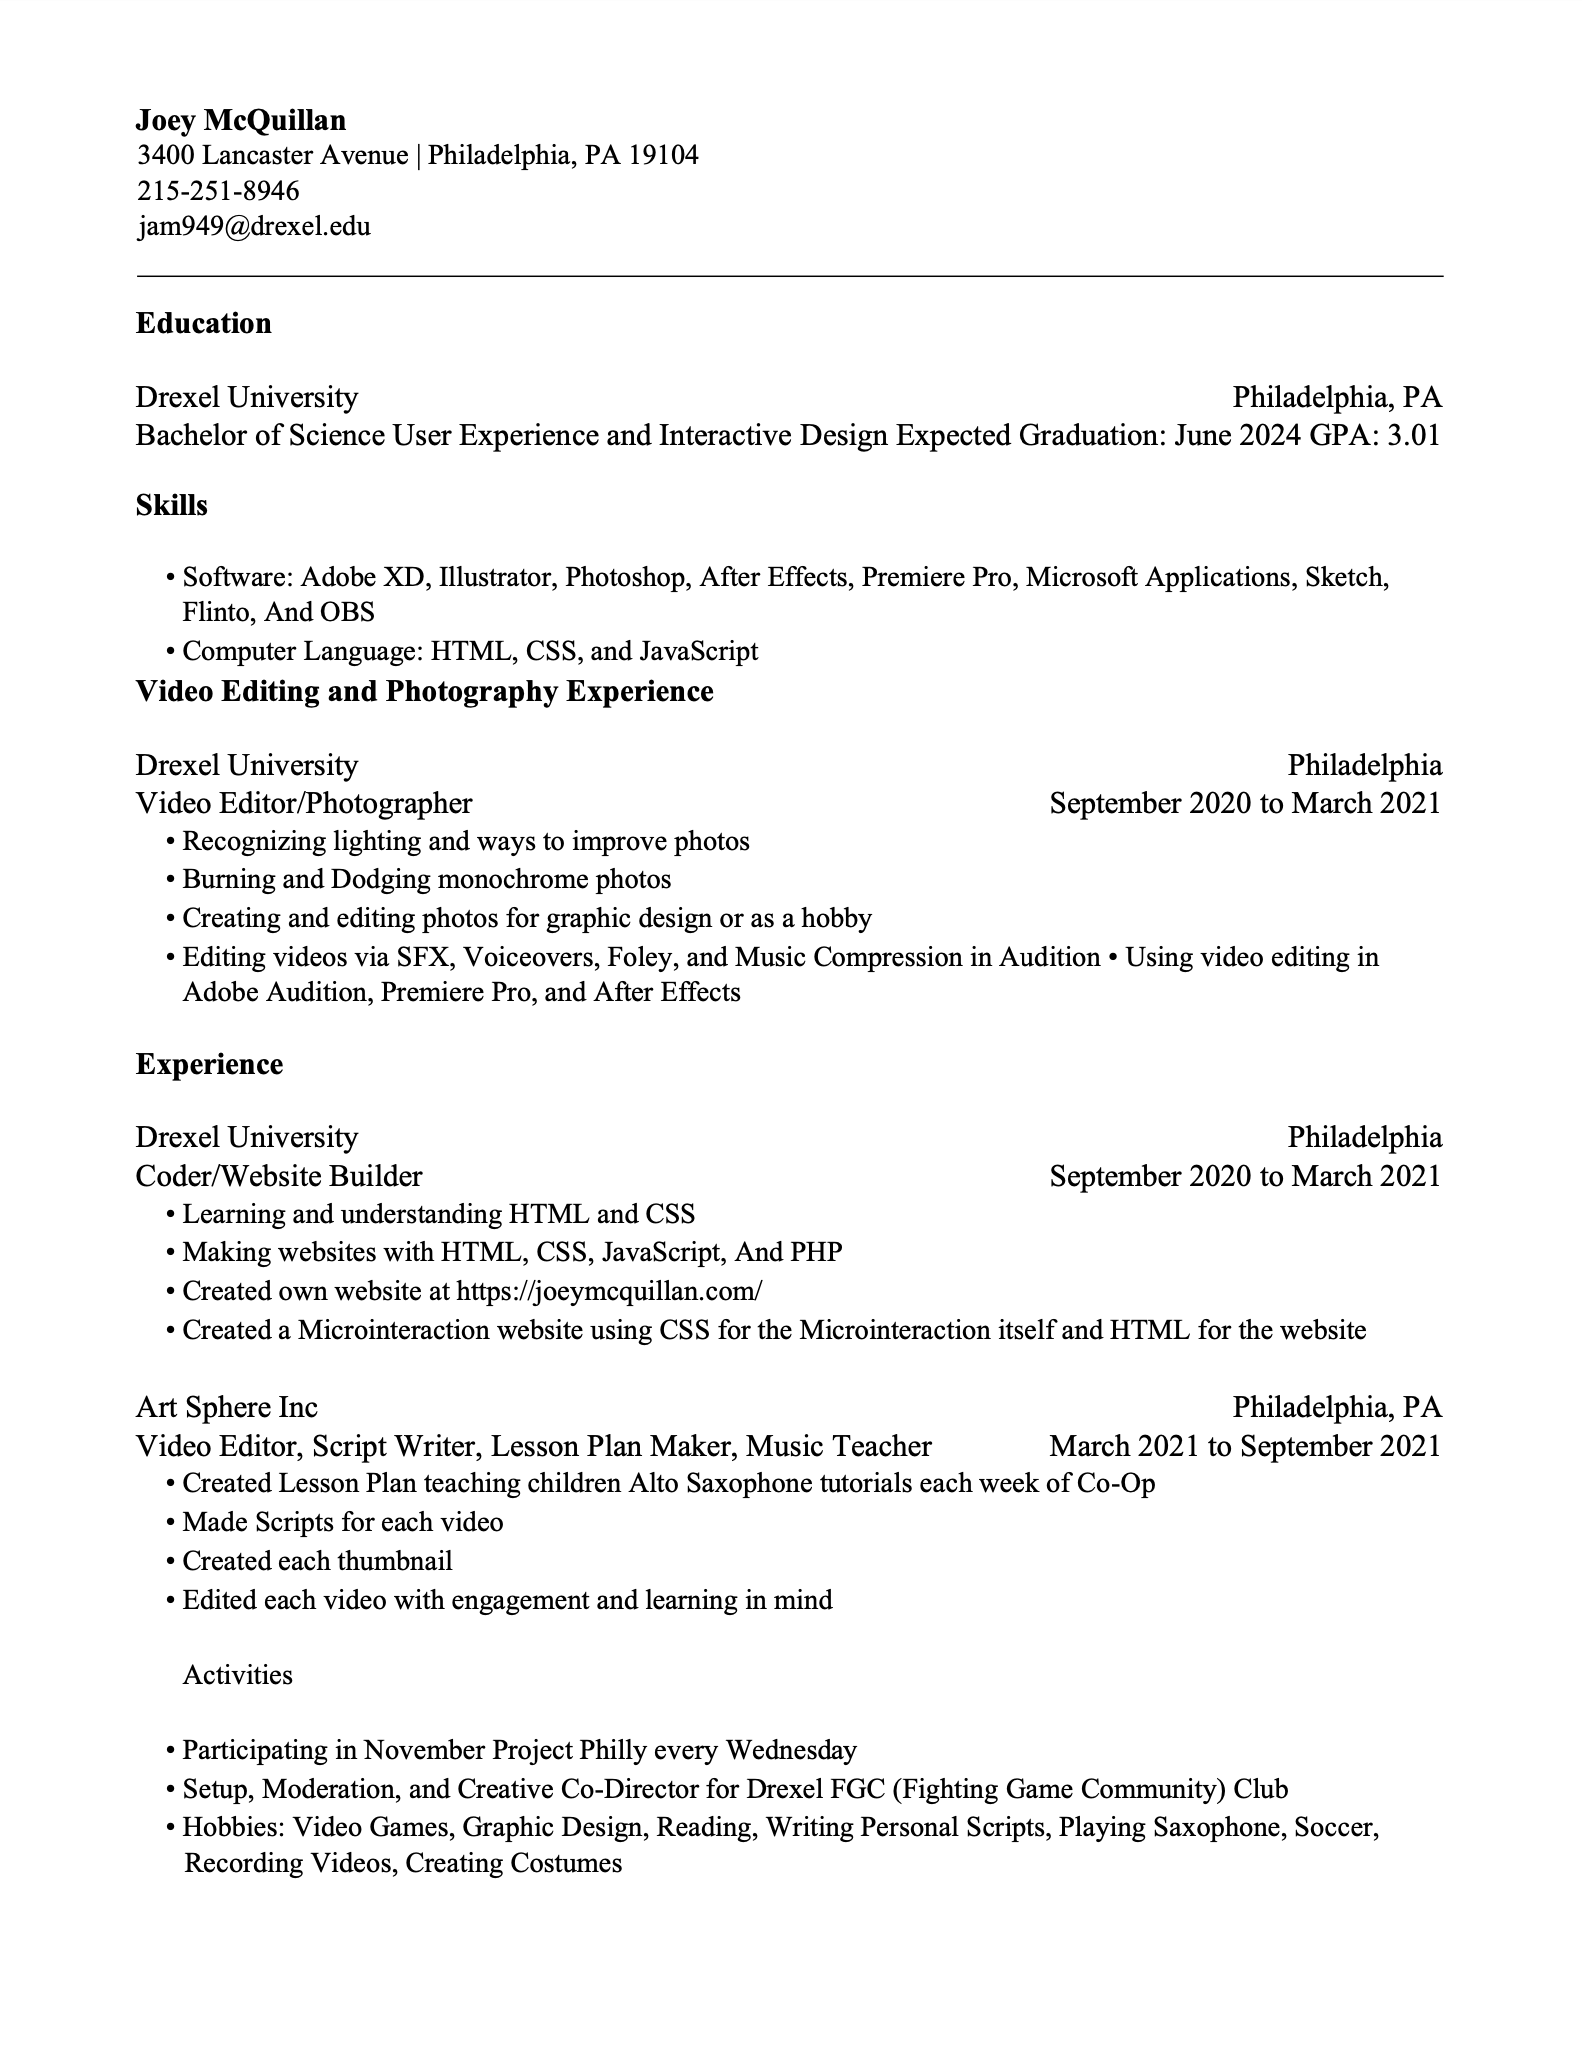 Joey McQuillan
3400 Lancaster Avenue | Philadelphia, PA 19104
215-251-8946
jam949@drexel.edu
Education
Drexel University Philadelphia, PA
Bachelor of Science User Experience and Interactive Design Expected Graduation: June 2024 GPA: 3.01
Skills
• Software: Adobe XD, Illustrator, Photoshop, After Effects, Premiere Pro, Microsoft Applications, Sketch,
Flinto, And OBS
• Computer Language: HTML, CSS, and JavaScript
Video Editing and Photography Experience
Drexel University Philadelphia
Video Editor/Photographer September 2020 to March 2021
• Recognizing lighting and ways to improve photos
• Burning and Dodging monochrome photos
• Creating and editing photos for graphic design or as a hobby
• Editing videos via SFX, Voiceovers, Foley, and Music Compression in Audition • Using video editing in
Adobe Audition, Premiere Pro, and After Effects
Experience
Drexel University Philadelphia
Coder/Website Builder September 2020 to March 2021
• Learning and understanding HTML and CSS
• Making websites with HTML, CSS, JavaScript, And PHP
• Created own website at https://joeymcquillan.com/
• Created a Microinteraction website using CSS for the Microinteraction itself and HTML for the website
Art Sphere Inc Philadelphia, PA
Video Editor, Script Writer, Lesson Plan Maker, Music Teacher March 2021 to September 2021
• Created Lesson Plan teaching children Alto Saxophone tutorials each week of Co-Op
• Made Scripts for each video
• Created each thumbnail
• Edited each video with engagement and learning in mind
Activities
• Participating in November Project Philly every Wednesday
• Setup, Moderation, and Creative Co-Director for Drexel FGC (Fighting Game Community) Club
• Hobbies: Video Games, Graphic Design, Reading, Writing Personal Scripts, Playing Saxophone, Soccer,
Recording Videos, Creating Costumes